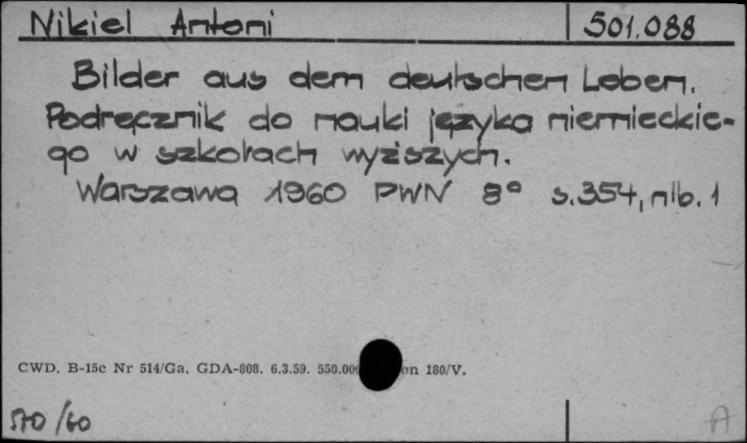 Nikiel Antoni 501.088
Bilder aus dem deutschen Leben.
Podręcznik do nauki języka niemieckie-
go w szkołach wyższych.
Warszawa 1960 PWN 8° s.354, nlb. 1
CWD. B-15c Nr 514/Ga. GDA-808. 6.3.59. 550.00 on 180/V.
570/60 A